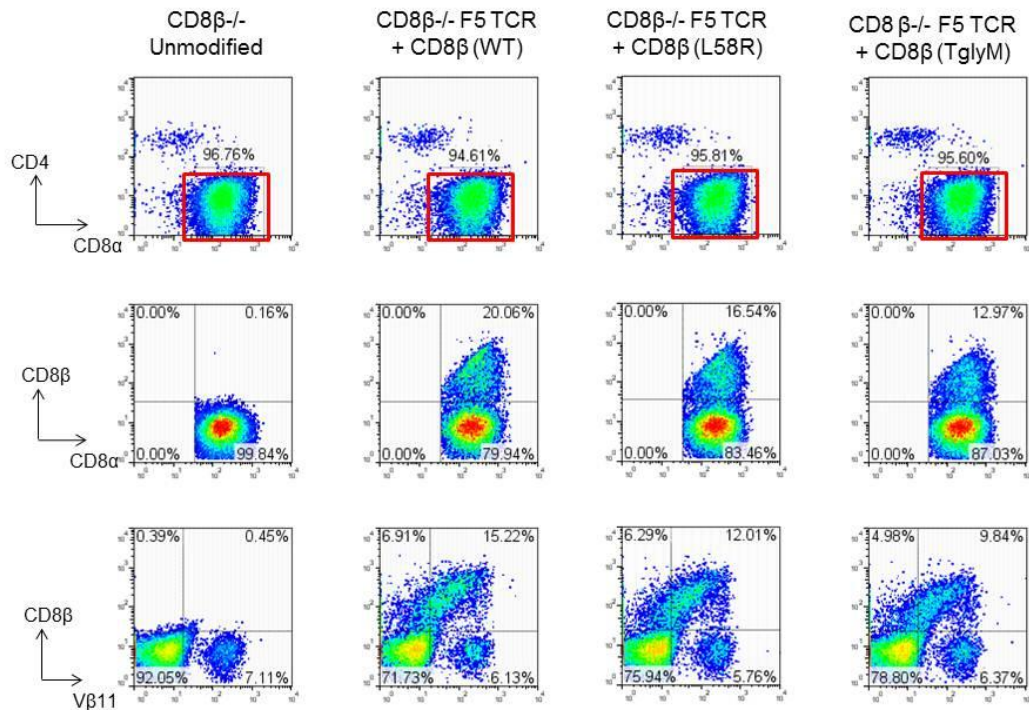 CD8β-/-
Unmodified
CD8β-/- F5 TCR
+ CD8β (WT)
CD8β-/- F5 TCR
+ CD8β (L58R)
CD8 β-/- F5 TCR
+ CD8β (TglyM)
CD4
CD8α
96.76%
94.61%
95.81%
95.60%
CD8β
CD8α
0.00% 0.16%
0.00% 99.84%
0.00% 20.06%
0.00% 79.94%
0.00% 16.54%
0.00% 83.46%
0.00% 12.97%
0.00% 87.03%
CD8β
Vβ11
0.39% 0.45%
92.05% 7.11%
6.91% 15.22%
71.73% 6.13%
6.29% 12.01%
75.94% 5.76%
4.98% 9.84%
78.80% 6.37%